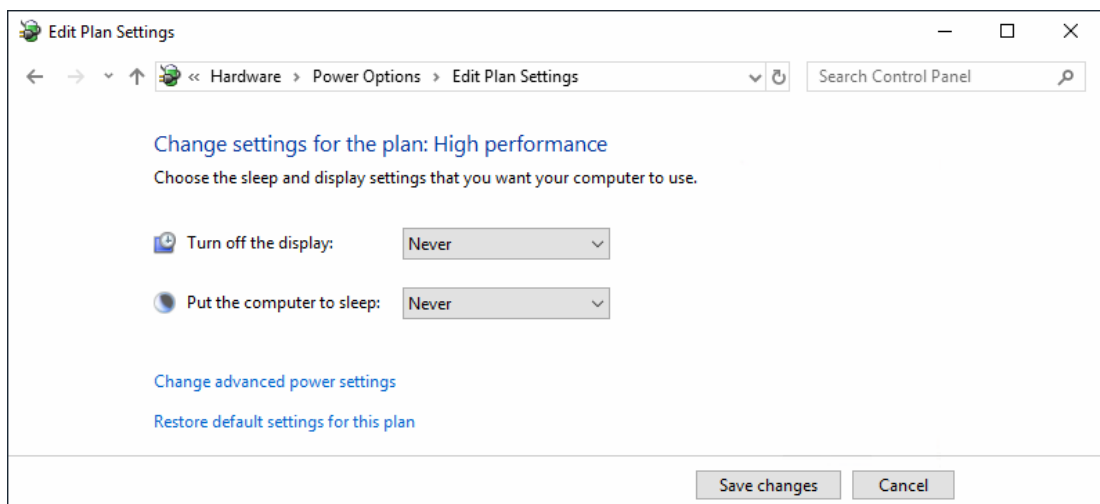 Edit Plan Settings
« Hardware > Power Options > Edit Plan Settings
Search Control Panel
Change settings for the plan: High performance
Choose the sleep and display settings that you want your computer to use.
Turn off the display: Never
Put the computer to sleep: Never
Change advanced power settings
Restore default settings for this plan
Save changes Cancel